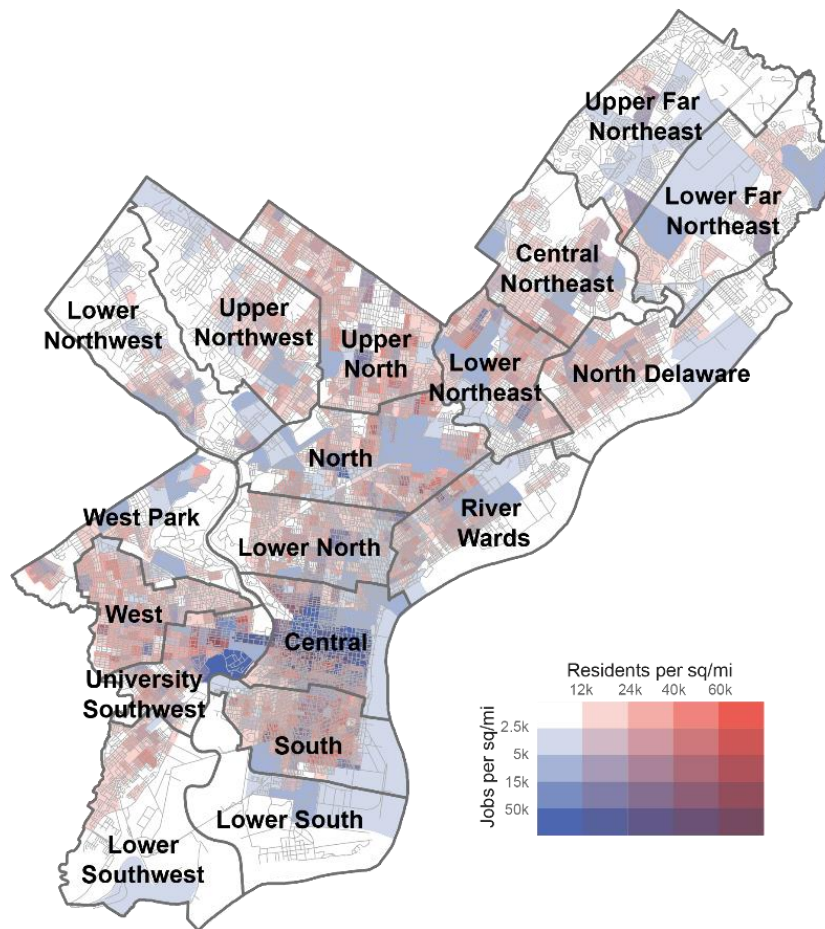 Upper Far
Northeast
Lower Far
Northeast
Central
Northeast
Lower
Northwest
Upper
Northwest
Upper
North
Lower
Northeast
North Delaware
North
West Park
River
Wards
Lower North
West
Central
University
Southwest
South
Lower South
Lower
Southwest
Residents per sq/mi
12k 24k 40k 60k
Jobs per sq/mi
2.5k
5k
15k
50k